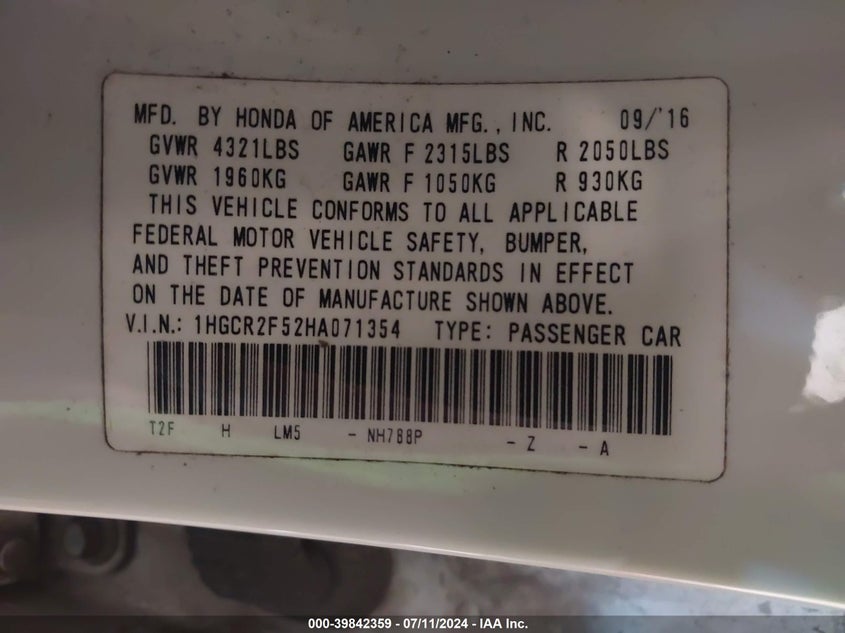 MFD. BY HONDA OF AMERICA MFG., INC. 09/'16
GVWR 4321LBS GAWR F 2315LBS R 2050LBS
GVWR 1960KG GAWR F 1050KG R 930KG
THIS VEHICLE CONFORMS TO ALL APPLICABLE
FEDERAL MOTOR VEHICLE SAFETY, BUMPER,
AND THEFT PREVENTION STANDARDS IN EFFECT
ON THE DATE OF MANUFACTURE SHOWN ABOVE.
V.I.N.: 1HGCR2F52HA071354 TYPE: PASSENGER CAR
T2F H LM5 - NH788P - Z - A
000-39842359 - 07/11/2024 - IAA Inc.